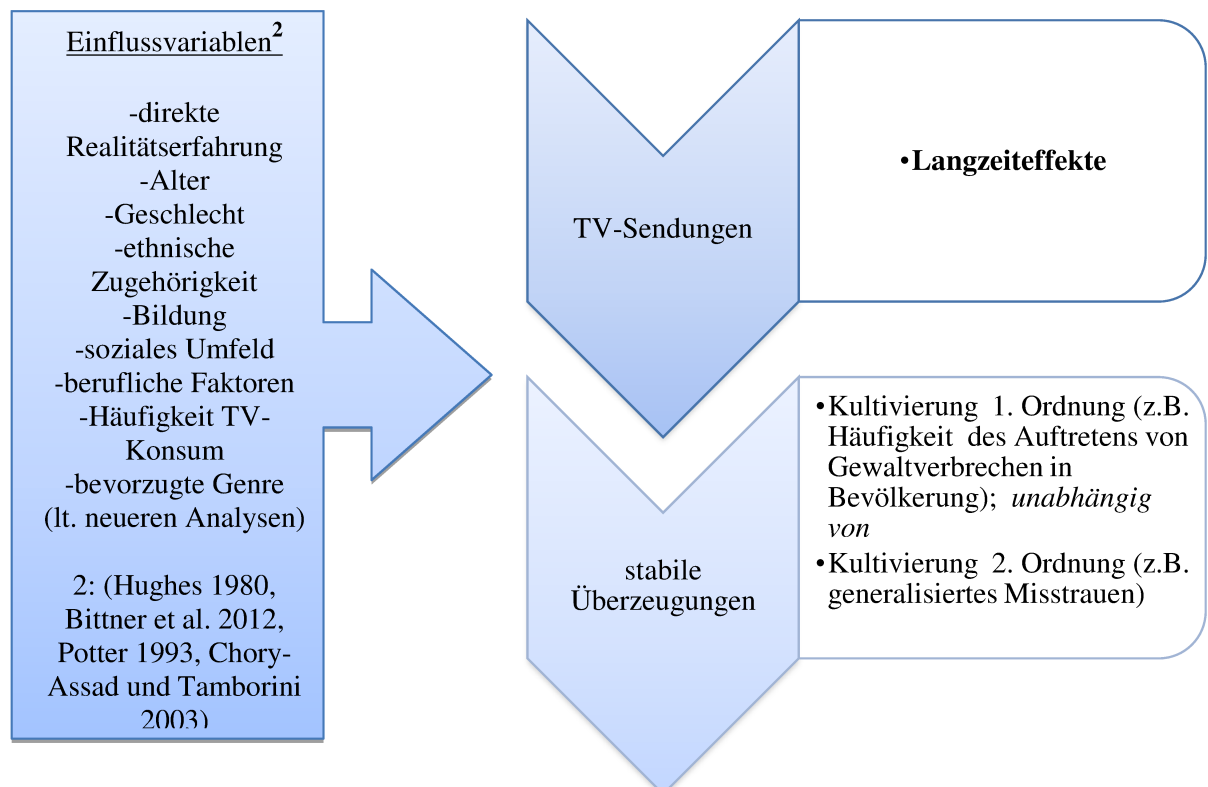 Einflussvariablen²
-direkte
Realitätserfahrung
-Alter
-Geschlecht
-ethnische
Zugehörigkeit
-Bildung
-soziales Umfeld
-berufliche Faktoren
-Häufigkeit TV-
Konsum
-bevorzugte Genre
(lt. neueren Analysen)
2: (Hughes 1980,
Bittner et al. 2012,
Potter 1993, Chory-
Assad und Tamborini
2003)
TV-Sendungen
•Langzeiteffekte
stabile
Überzeugungen
•Kultivierung 1. Ordnung (z.B.
Häufigkeit des Auftretens von
Gewaltverbrechen in
Bevölkerung); unabhängig
von
•Kultivierung 2. Ordnung (z.B.
generalisiertes Misstrauen)